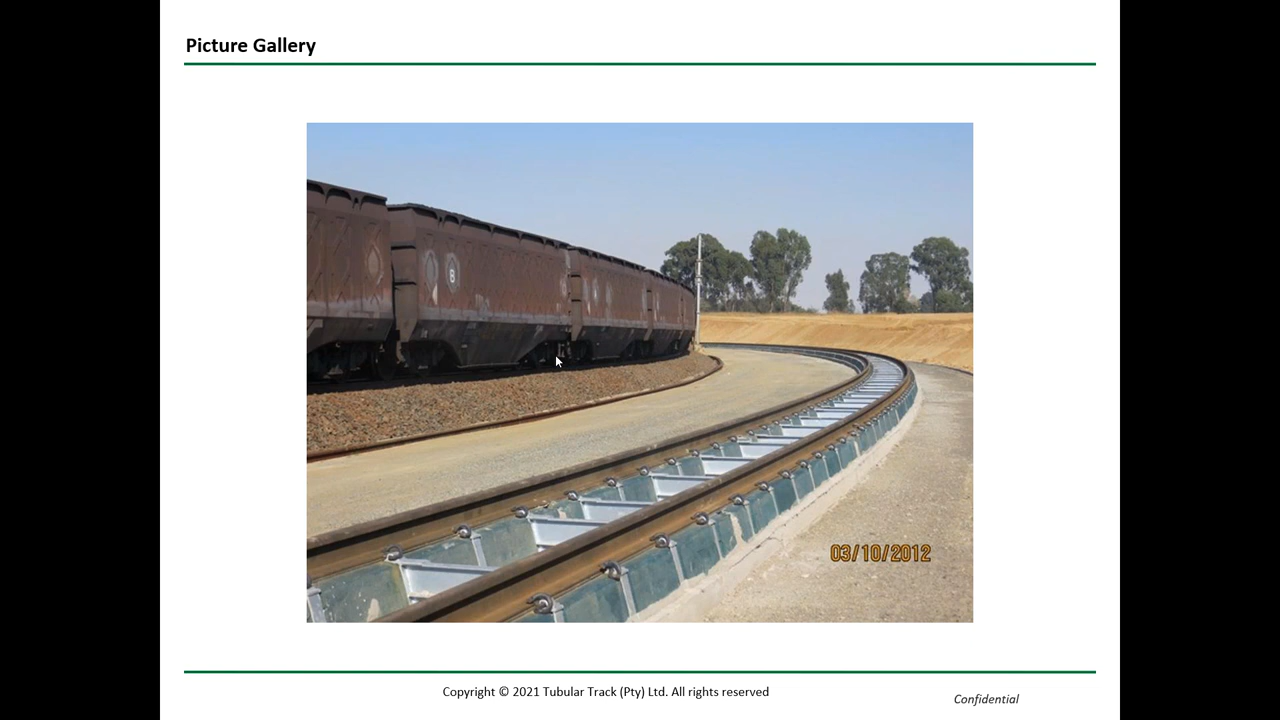 Picture Gallery
8
03/10/2012
Copyright © 2021 Tubular Track (Pty) Ltd. All rights reserved
Confidential